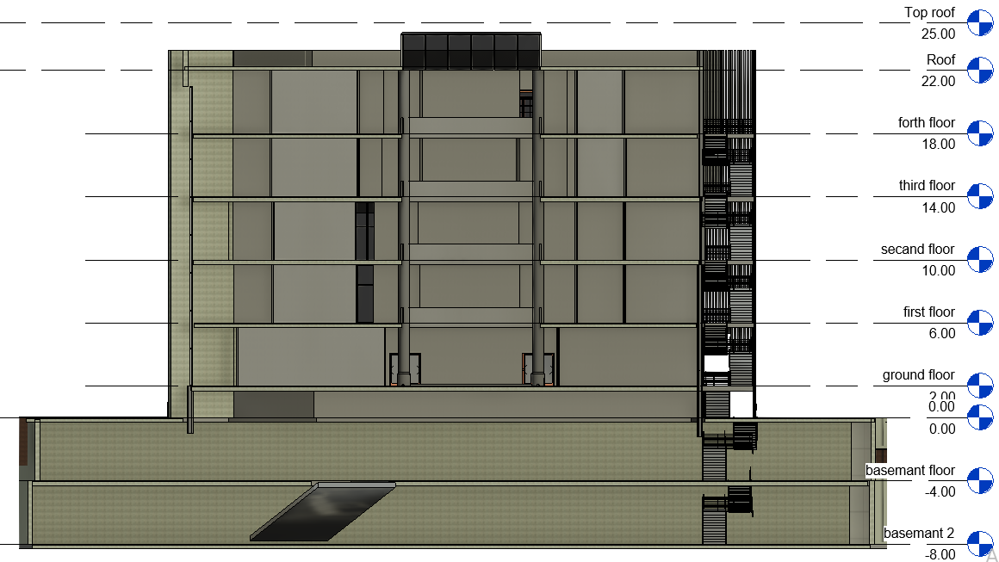 Top roof
25.00
Roof
22.00
forth floor
18.00
third floor
14.00
secand floor
10.00
first floor
6.00
ground floor
2.00
0.00
0.00
basemant floor
-4.00
basemant 2
-8.00
A